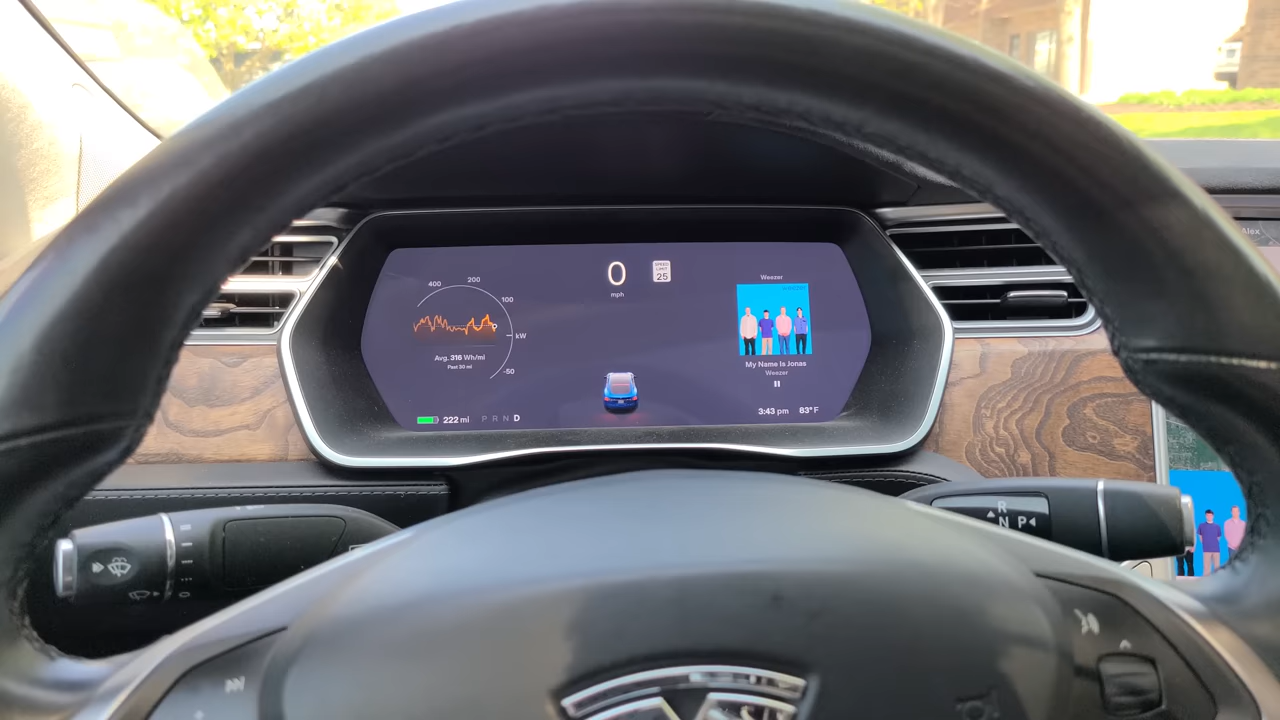 Alex
0
mph
SPEED
LIMIT
25
400
200
100
kW
-50
Avg. 316 Wh/mi
Past 30 mi
Weezer
My Name Is Jonas
Weezer
222 mi
P R N D
3:43 pm
83° F
R
N P